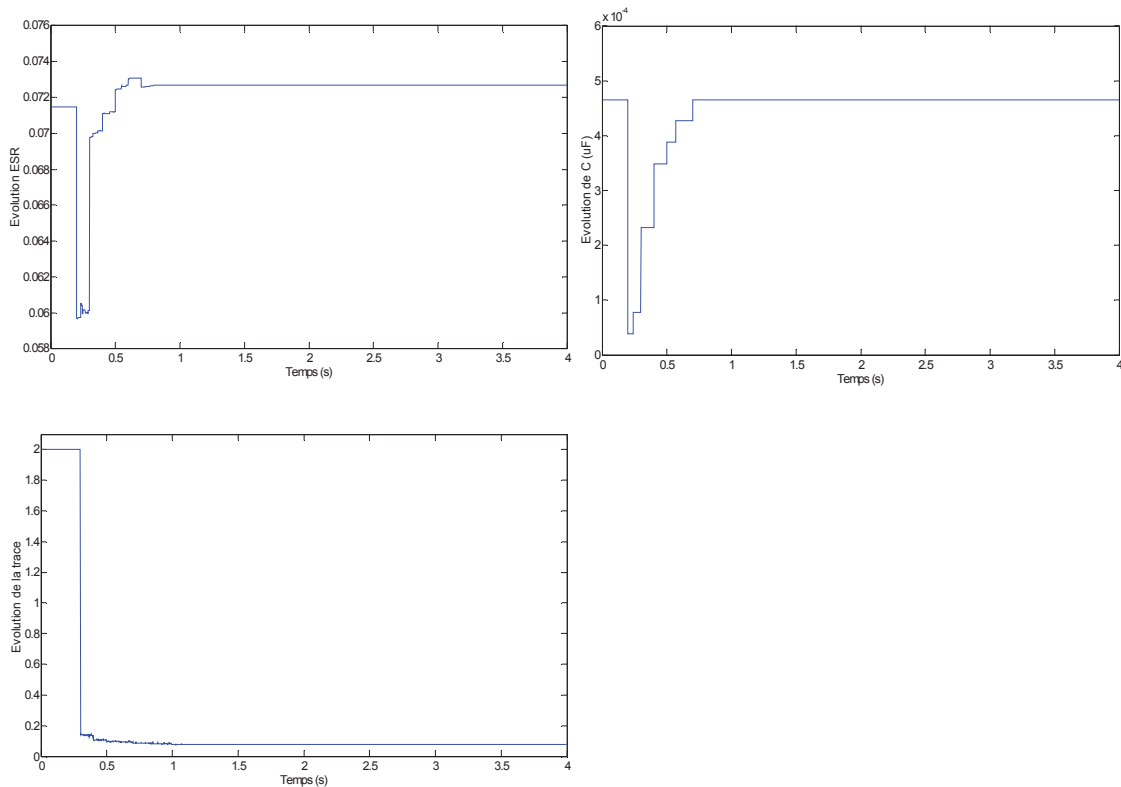 0.076
0.074
0.072
0.07
0.068
0.066
0.064
0.062
0.06
0.058
Evolution ESR
0 0.5 1 1.5 2 2.5 3 3.5 4
Temps (s)
x 10-4
6
5
4
3
2
1
0
Evolution de C (uF)
0 0.5 1 1.5 2 2.5 3 3.5 4
Temps (s)
2
1.8
1.6
1.4
1.2
1
0.8
0.6
0.4
0.2
0
Evolution de la trace
0 0.5 1 1.5 2 2.5 3 3.5 4
Temps (s)